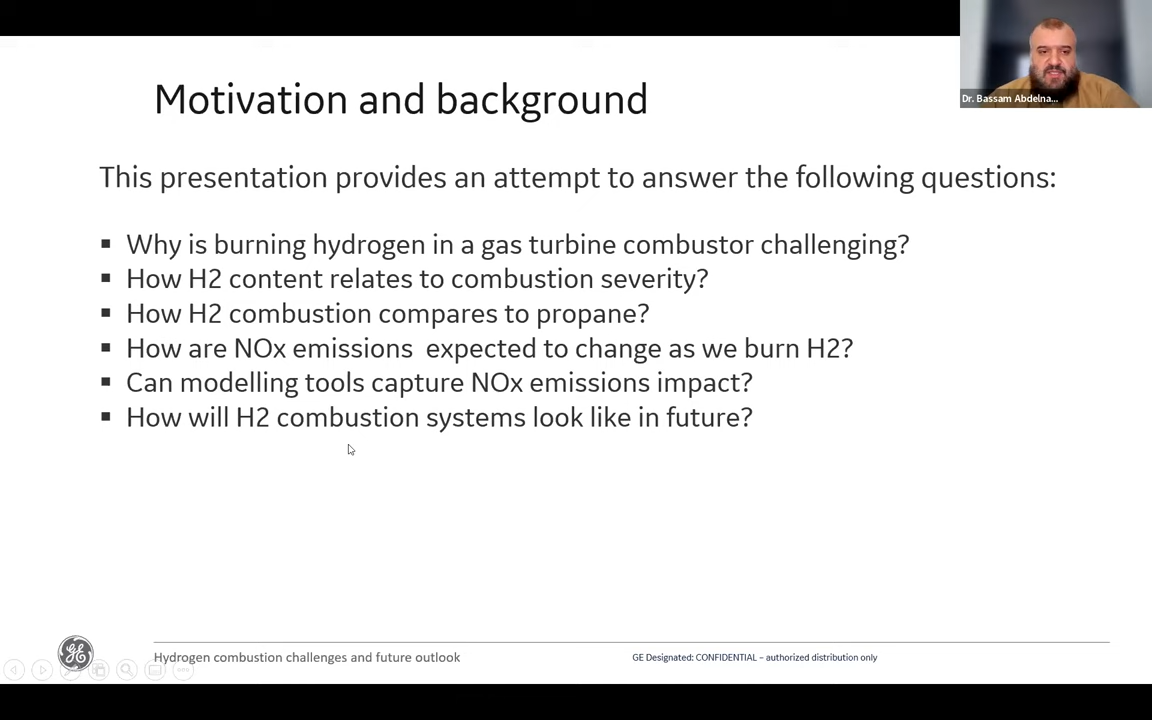 Motivation and background
Dr. Bassam Abdelna...
This presentation provides an attempt to answer the following questions:
▪ Why is burning hydrogen in a gas turbine combustor challenging?
▪ How H2 content relates to combustion severity?
▪ How H2 combustion compares to propane?
▪ How are NOx emissions  expected to change as we burn H2?
▪ Can modelling tools capture NOx emissions impact?
▪ How will H2 combustion systems look like in future?
GE
Hydrogen combustion challenges and future outlook
GE Designated: CONFIDENTIAL – authorized distribution only